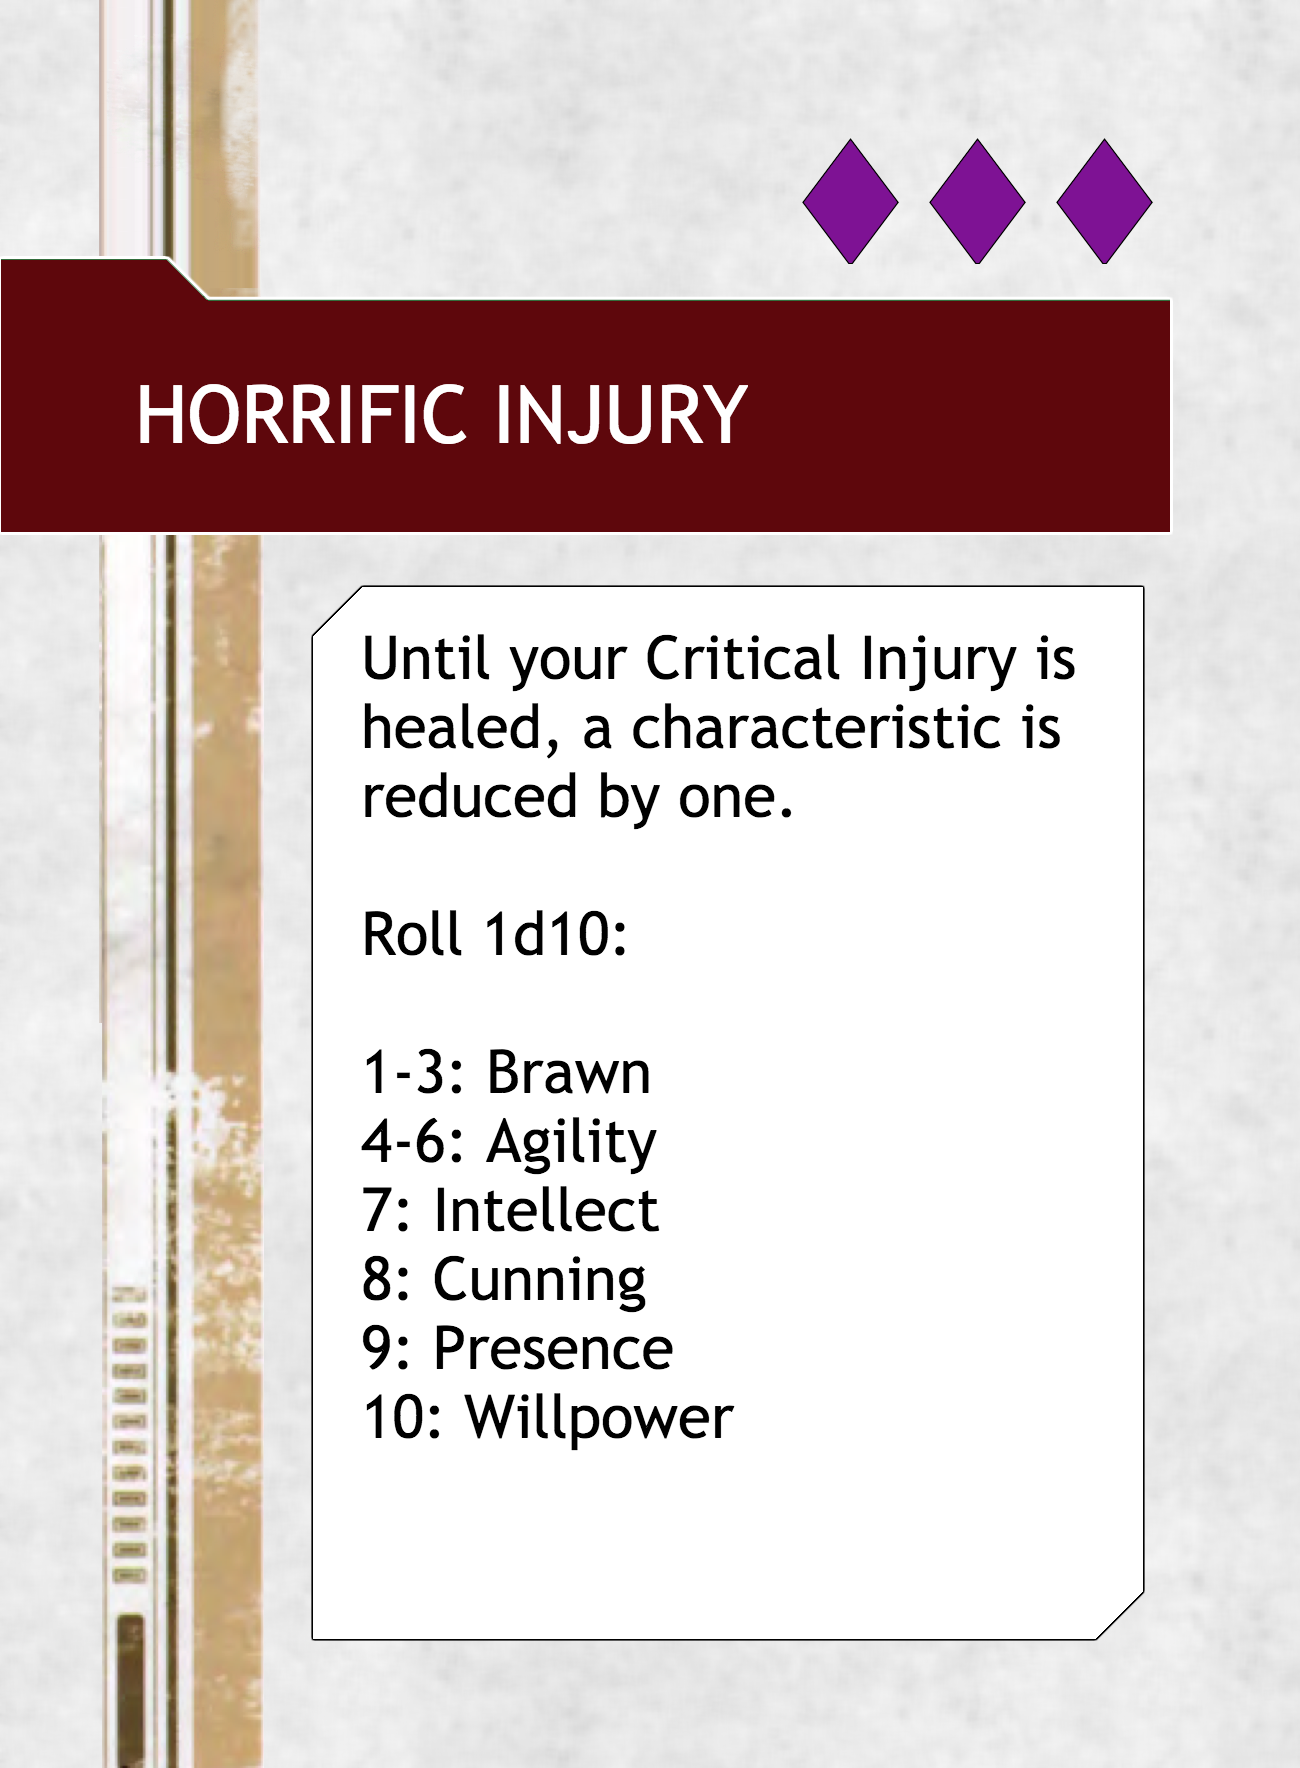 HORRIFIC INJURY
Until your Critical Injury is
healed, a characteristic is
reduced by one.
Roll 1d10:
1-3: Brawn
4-6: Agility
7: Intellect
8: Cunning
9: Presence
10: Willpower